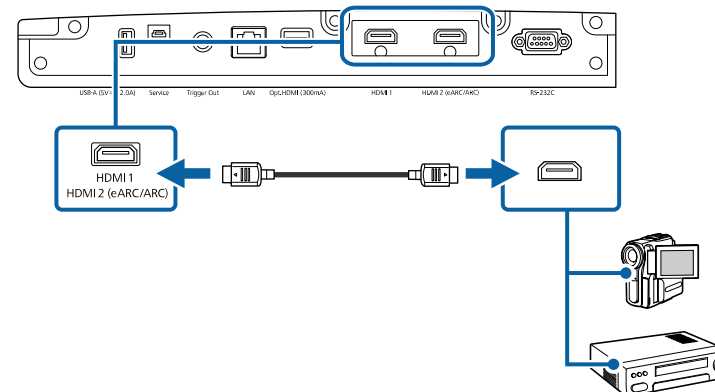 USB-A (5V⎓ 2.0A) Service Trigger Out LAN Opt.HDMI (300mA) HDMI 1 HDMI 2 (eARC/ARC) RS-232C
HDMI 1
HDMI 2 (eARC/ARC)